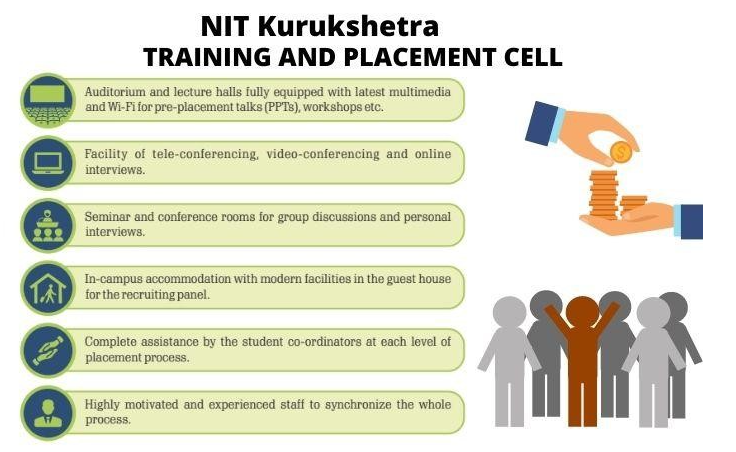 NIT Kurukshetra
TRAINING AND PLACEMENT CELL
Auditorium and lecture halls fully equipped with latest multimedia
and Wi-Fi for pre-placement talks (PPTs), workshops etc.
Facility of tele-conferencing, video-conferencing and online
interviews.
Seminar and conference rooms for group discussions and personal
interviews.
In-campus accommodation with modern facilities in the guest house
for the recruiting panel.
Complete assistance by the student co-ordinators at each level of
placement process.
Highly motivated and experienced staff to synchronize the whole
process.
$